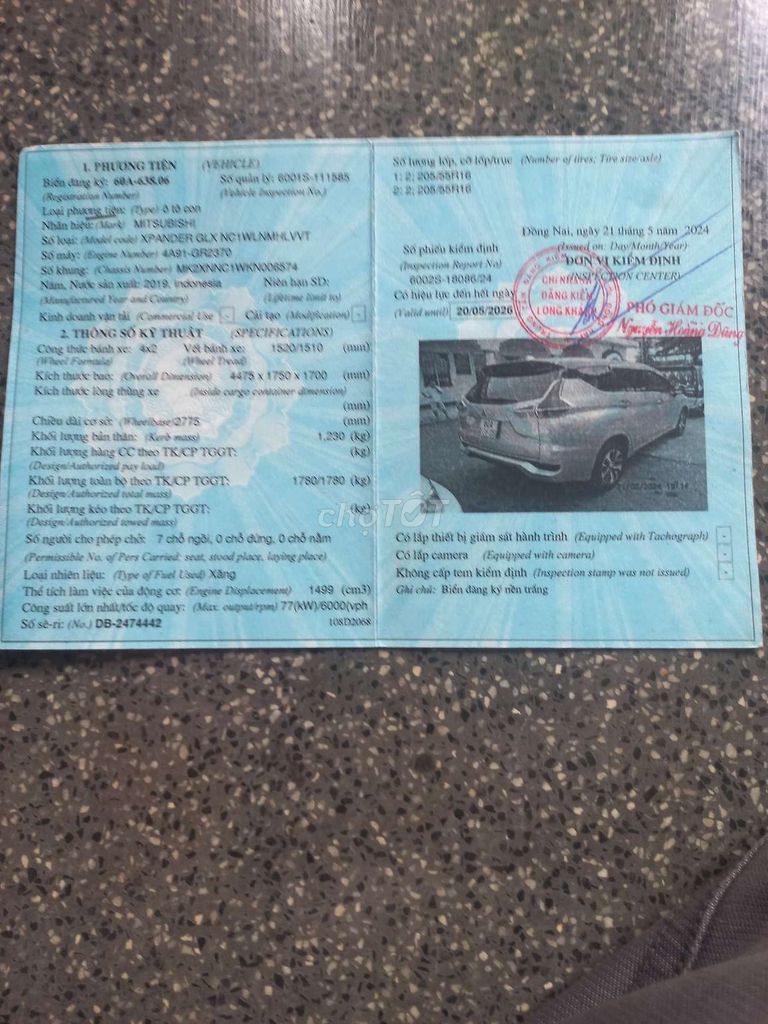 1. PHƯƠNG TIỆN (VEHICLE)
Biển đăng ký: 60A-638.06 Số quản lý: 6001S-111585
(Registration Number) (Vehicle Inspection No.)
Loại phương tiện: (Type) ô tô con
Nhãn hiệu: (Mark) MITSUBISHI
Số loại: (Model code) XPANDER GLX NC1WLNMHLVVT
Số máy: (Engine Number) 4A91-GR2370
Số khung: (Chassis Number) MK2XNNC1WKN006574
Năm, Nước sản xuất: 2019, Indonesia Niên hạn SD:
(Manufactured Year and Country) (Lifetime limit to)
Kinh doanh vận tải (Commercial Use) - Cải tạo (Modification) -
2. THÔNG SỐ KỸ THUẬT (SPECIFICATIONS)
Công thức bánh xe: 4x2 Vết bánh xe: 1520/1510 (mm)
(Wheel Formula) (Wheel Tread)
Kích thước bao: (Overall Dimension) 4475 x 1750 x 1700 (mm)
Kích thước lòng thùng xe (Inside cargo container dimension)
(mm)
Chiều dài cơ sở: (Wheelbase) 2775 (mm)
Khối lượng bản thân: (Kerb mass) 1,230 (kg)
Khối lượng hàng CC theo TK/CP TGGT: (kg)
(Design/Authorized pay load)
Khối lượng toàn bộ theo TK/CP TGGT: 1780/1780 (kg)
(Design/Authorized total mass)
Khối lượng kéo theo TK/CP TGGT: (kg)
(Design/Authorized towed mass)
Số người cho phép chở: 7 chỗ ngồi, 0 chỗ đứng, 0 chỗ nằm
(Permissible No. of Pers Carried: seat, stood place, laying place)
Loại nhiên liệu: (Type of Fuel Used) Xăng
Thể tích làm việc của động cơ: (Engine Displacement) 1499 (cm3)
Công suất lớn nhất/tốc độ quay: (Max. output/rpm) 77(kW)/6000(vph
Số sê-ri: (No.) DB-2474442 108D2068
Số lượng lốp, cỡ lốp/trục (Number of tires; Tire size/axle)
1: 2; 205/55R16
2: 2; 205/55R16
Đồng Nai, ngày 21 tháng 5 năm 2024
Số phiếu kiểm định (Issued on: Day/Month/Year)
(Inspection Report No) ĐƠN VỊ KIỂM ĐỊNH
6002S-18086/24 (INSPECTION CENTER)
Có hiệu lực đến hết ngày
(Valid until) 20/05/2026
CHI NHÁNH
ĐĂNG KIỂM
LONG KHÁNH
PHÓ GIÁM ĐỐC
Nguyễn Hoàng Dũng
chợTỐT
Có lắp thiết bị giám sát hành trình (Equipped with Tachograph) -
Có lắp camera (Equipped with camera) -
Không cấp tem kiểm định (Inspection stamp was not issued) -
Ghi chú: Biển đăng ký nền trắng